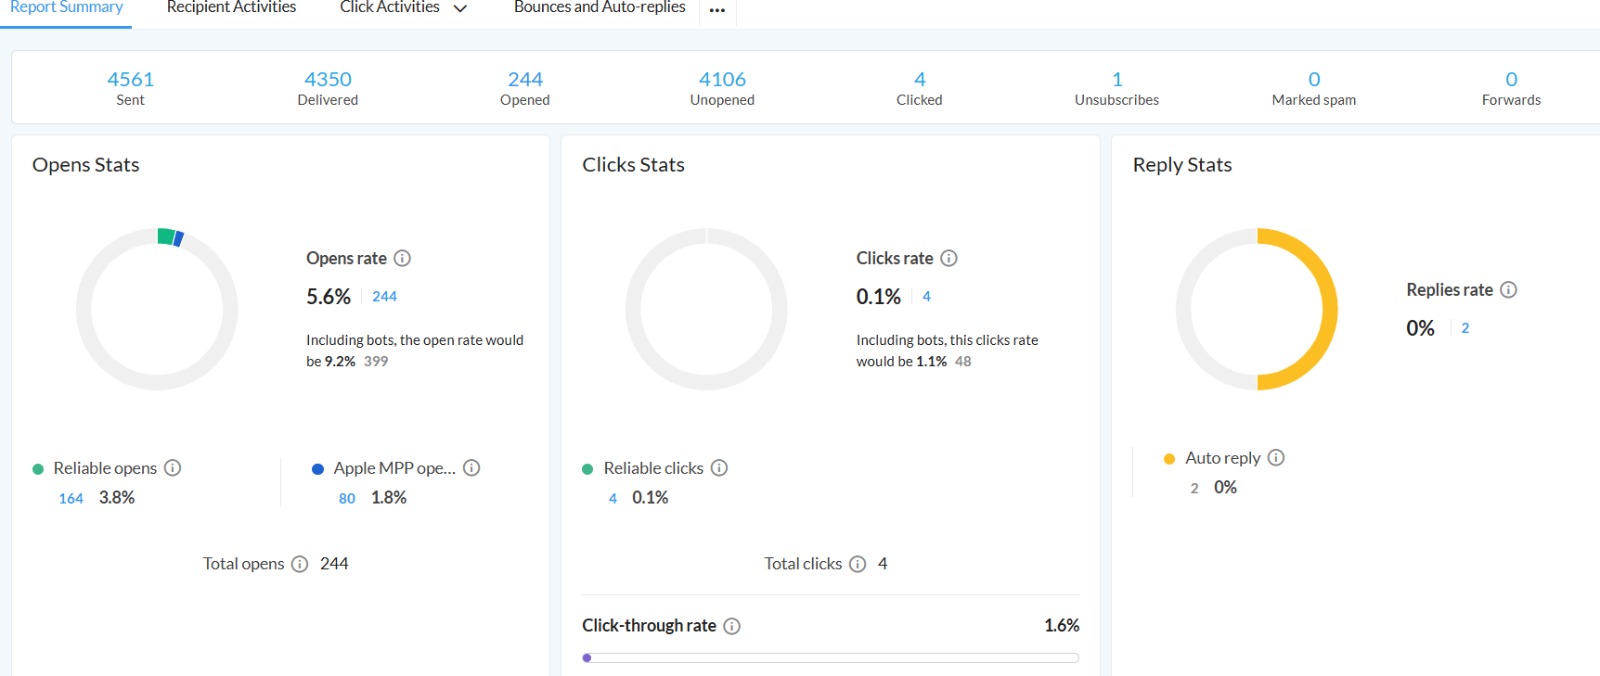 Report Summary Recipient Activities Click Activities Bounces and Auto-replies ...
4561 4350 244 4106 4 1 0 0
Sent Delivered Opened Unopened Clicked Unsubscribes Marked spam Forwards
Opens Stats
Opens rate
5.6% 244
Including bots, the open rate would
be 9.2% 399
Reliable opens
164 3.8%
Apple MPP ope...
80 1.8%
Total opens 244
Clicks Stats
Clicks rate
0.1% 4
Including bots, this clicks rate
would be 1.1% 48
Reliable clicks
4 0.1%
Total clicks 4
Click-through rate 1.6%
Reply Stats
Replies rate
0% 2
Auto reply
2 0%